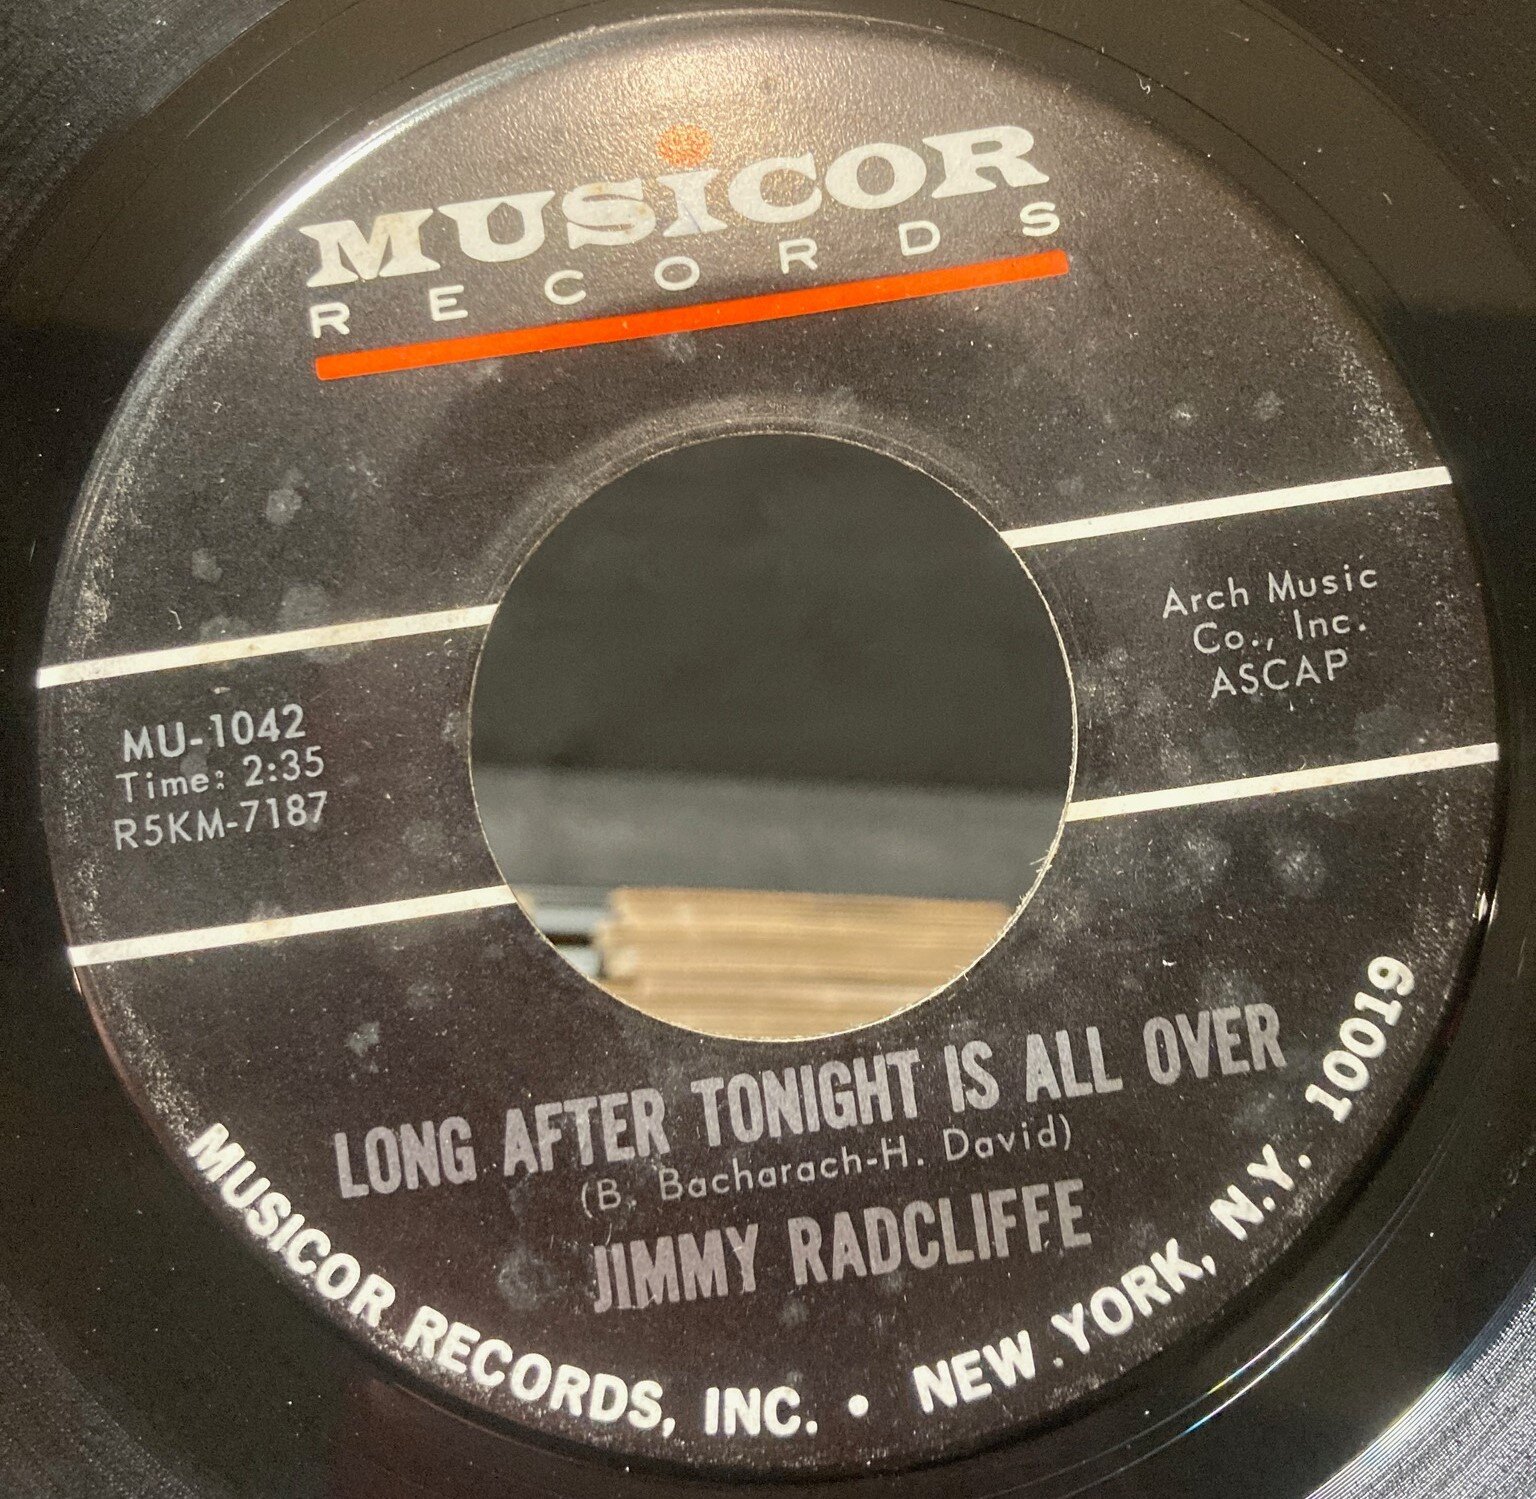 MUSiCOR
RECORDS
Arch Music
Co., Inc.
ASCAP
MU-1042
Time: 2:35
R5KM-7187
LONG AFTER TONIGHT IS ALL OVER
(B. Bacharach-H. David)
JIMMY RADCLIFFE
MUSICOR RECORDS, INC. • NEW YORK, N.Y. 10019